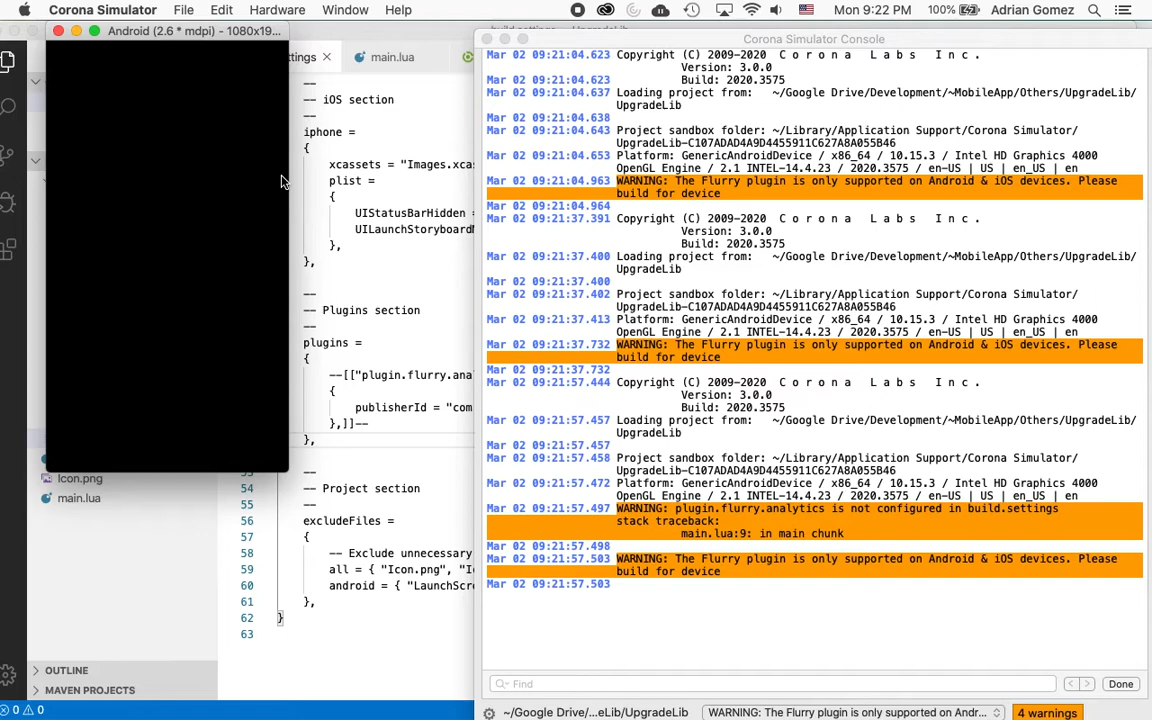 Corona Simulator File Edit Hardware Window Help 100% Mon 9:22 PM Adrian Gomez
Android (2.6 * mdpi) - 1080x19...
ttings × main.lua
--
-- iOS section
--
iphone =
{
xcassets = "Images.xcas
plist =
{
UIStatusBarHidden =
UILaunchStoryboardN
},
},
--
-- Plugins section
--
plugins =
{
--[["plugin.flurry.ana
{
publisherId = "com
},]]--
},
Icon.png
main.lua
53 --
54 -- Project section
55 --
56 excludeFiles =
57 {
58 -- Exclude unnecessary
59 all = { "Icon.png", "Ic
60 android = { "LaunchScre
61 },
62 }
63
OUTLINE
MAVEN PROJECTS
0 0
Corona Simulator Console
Mar 02 09:21:04.623 Copyright (C) 2009-2020 C o r o n a L a b s I n c .
Version: 3.0.0
Mar 02 09:21:04.623 Build: 2020.3575
Mar 02 09:21:04.637 Loading project from: ~/Google Drive/Development/~MobileApp/Others/UpgradeLib/
UpgradeLib
Mar 02 09:21:04.638
Mar 02 09:21:04.643 Project sandbox folder: ~/Library/Application Support/Corona Simulator/
UpgradeLib-C107ADAD4A9D4455911C627A8A055B46
Mar 02 09:21:04.653 Platform: GenericAndroidDevice / x86_64 / 10.15.3 / Intel HD Graphics 4000
OpenGL Engine / 2.1 INTEL-14.4.23 / 2020.3575 / en-US | US | en_US | en
Mar 02 09:21:04.963 WARNING: The Flurry plugin is only supported on Android & iOS devices. Please
build for device
Mar 02 09:21:04.964
Mar 02 09:21:37.391 Copyright (C) 2009-2020 C o r o n a L a b s I n c .
Version: 3.0.0
Build: 2020.3575
Mar 02 09:21:37.400 Loading project from: ~/Google Drive/Development/~MobileApp/Others/UpgradeLib/
UpgradeLib
Mar 02 09:21:37.400
Mar 02 09:21:37.402 Project sandbox folder: ~/Library/Application Support/Corona Simulator/
UpgradeLib-C107ADAD4A9D4455911C627A8A055B46
Mar 02 09:21:37.413 Platform: GenericAndroidDevice / x86_64 / 10.15.3 / Intel HD Graphics 4000
OpenGL Engine / 2.1 INTEL-14.4.23 / 2020.3575 / en-US | US | en_US | en
Mar 02 09:21:37.732 WARNING: The Flurry plugin is only supported on Android & iOS devices. Please
build for device
Mar 02 09:21:37.732
Mar 02 09:21:57.444 Copyright (C) 2009-2020 C o r o n a L a b s I n c .
Version: 3.0.0
Build: 2020.3575
Mar 02 09:21:57.457 Loading project from: ~/Google Drive/Development/~MobileApp/Others/UpgradeLib/
UpgradeLib
Mar 02 09:21:57.457
Mar 02 09:21:57.458 Project sandbox folder: ~/Library/Application Support/Corona Simulator/
UpgradeLib-C107ADAD4A9D4455911C627A8A055B46
Mar 02 09:21:57.472 Platform: GenericAndroidDevice / x86_64 / 10.15.3 / Intel HD Graphics 4000
OpenGL Engine / 2.1 INTEL-14.4.23 / 2020.3575 / en-US | US | en_US | en
Mar 02 09:21:57.497 WARNING: plugin.flurry.analytics is not configured in build.settings
stack traceback:
main.lua:9: in main chunk
Mar 02 09:21:57.498
Mar 02 09:21:57.503 WARNING: The Flurry plugin is only supported on Android & iOS devices. Please
build for device
Mar 02 09:21:57.503
Find Done
~/Google Drive/...eLib/UpgradeLib WARNING: The Flurry plugin is only supported on Andr... 4 warnings